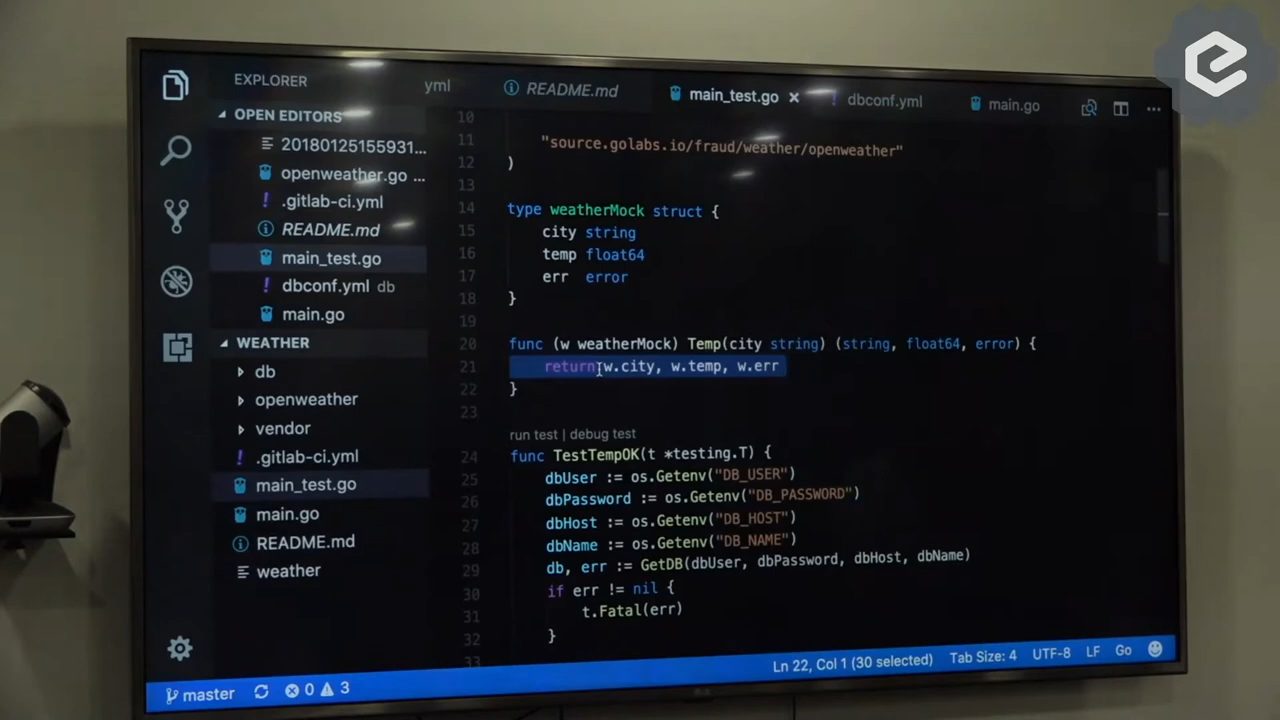 EXPLORER
OPEN EDITORS
20180125155931...
openweather.go ...
! .gitlab-ci.yml
README.md
main_test.go
! dbconf.yml db
main.go
WEATHER
db
openweather
vendor
! .gitlab-ci.yml
main_test.go
main.go
README.md
weather
yml README.md main_test.go × ! dbconf.yml main.go ...
10
11 "source.golabs.io/fraud/weather/openweather"
12 )
13
14 type weatherMock struct {
15 city string
16 temp float64
17 err error
18 }
19
20 func (w weatherMock) Temp(city string) (string, float64, error) {
21 return w.city, w.temp, w.err
22 }
23
run test | debug test
24 func TestTempOK(t *testing.T) {
25 dbUser := os.Getenv("DB_USER")
26 dbPassword := os.Getenv("DB_PASSWORD")
27 dbHost := os.Getenv("DB_HOST")
28 dbName := os.Getenv("DB_NAME")
29 db, err := GetDB(dbUser, dbPassword, dbHost, dbName)
30 if err != nil {
31 t.Fatal(err)
32 }
33
master 0 3 Ln 22, Col 1 (30 selected) Tab Size: 4 UTF-8 LF Go